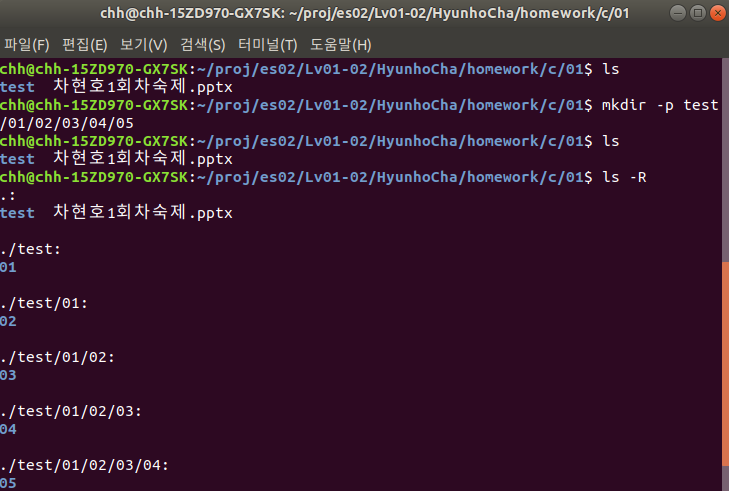 chh@chh-15ZD970-GX7SK: ~/proj/es02/Lv01-02/HyunhoCha/homework/c/01
파일(F) 편집(E) 보기(V) 검색(S) 터미널(T) 도움말(H)
chh@chh-15ZD970-GX7SK:~/proj/es02/Lv01-02/HyunhoCha/homework/c/01$ ls
test 차현호1회차숙제.pptx
chh@chh-15ZD970-GX7SK:~/proj/es02/Lv01-02/HyunhoCha/homework/c/01$ mkdir -p test
/01/02/03/04/05
chh@chh-15ZD970-GX7SK:~/proj/es02/Lv01-02/HyunhoCha/homework/c/01$ ls
test 차현호1회차숙제.pptx
chh@chh-15ZD970-GX7SK:~/proj/es02/Lv01-02/HyunhoCha/homework/c/01$ ls -R
.:
test 차현호1회차숙제.pptx
./test:
01
./test/01:
02
./test/01/02:
03
./test/01/02/03:
04
./test/01/02/03/04:
05